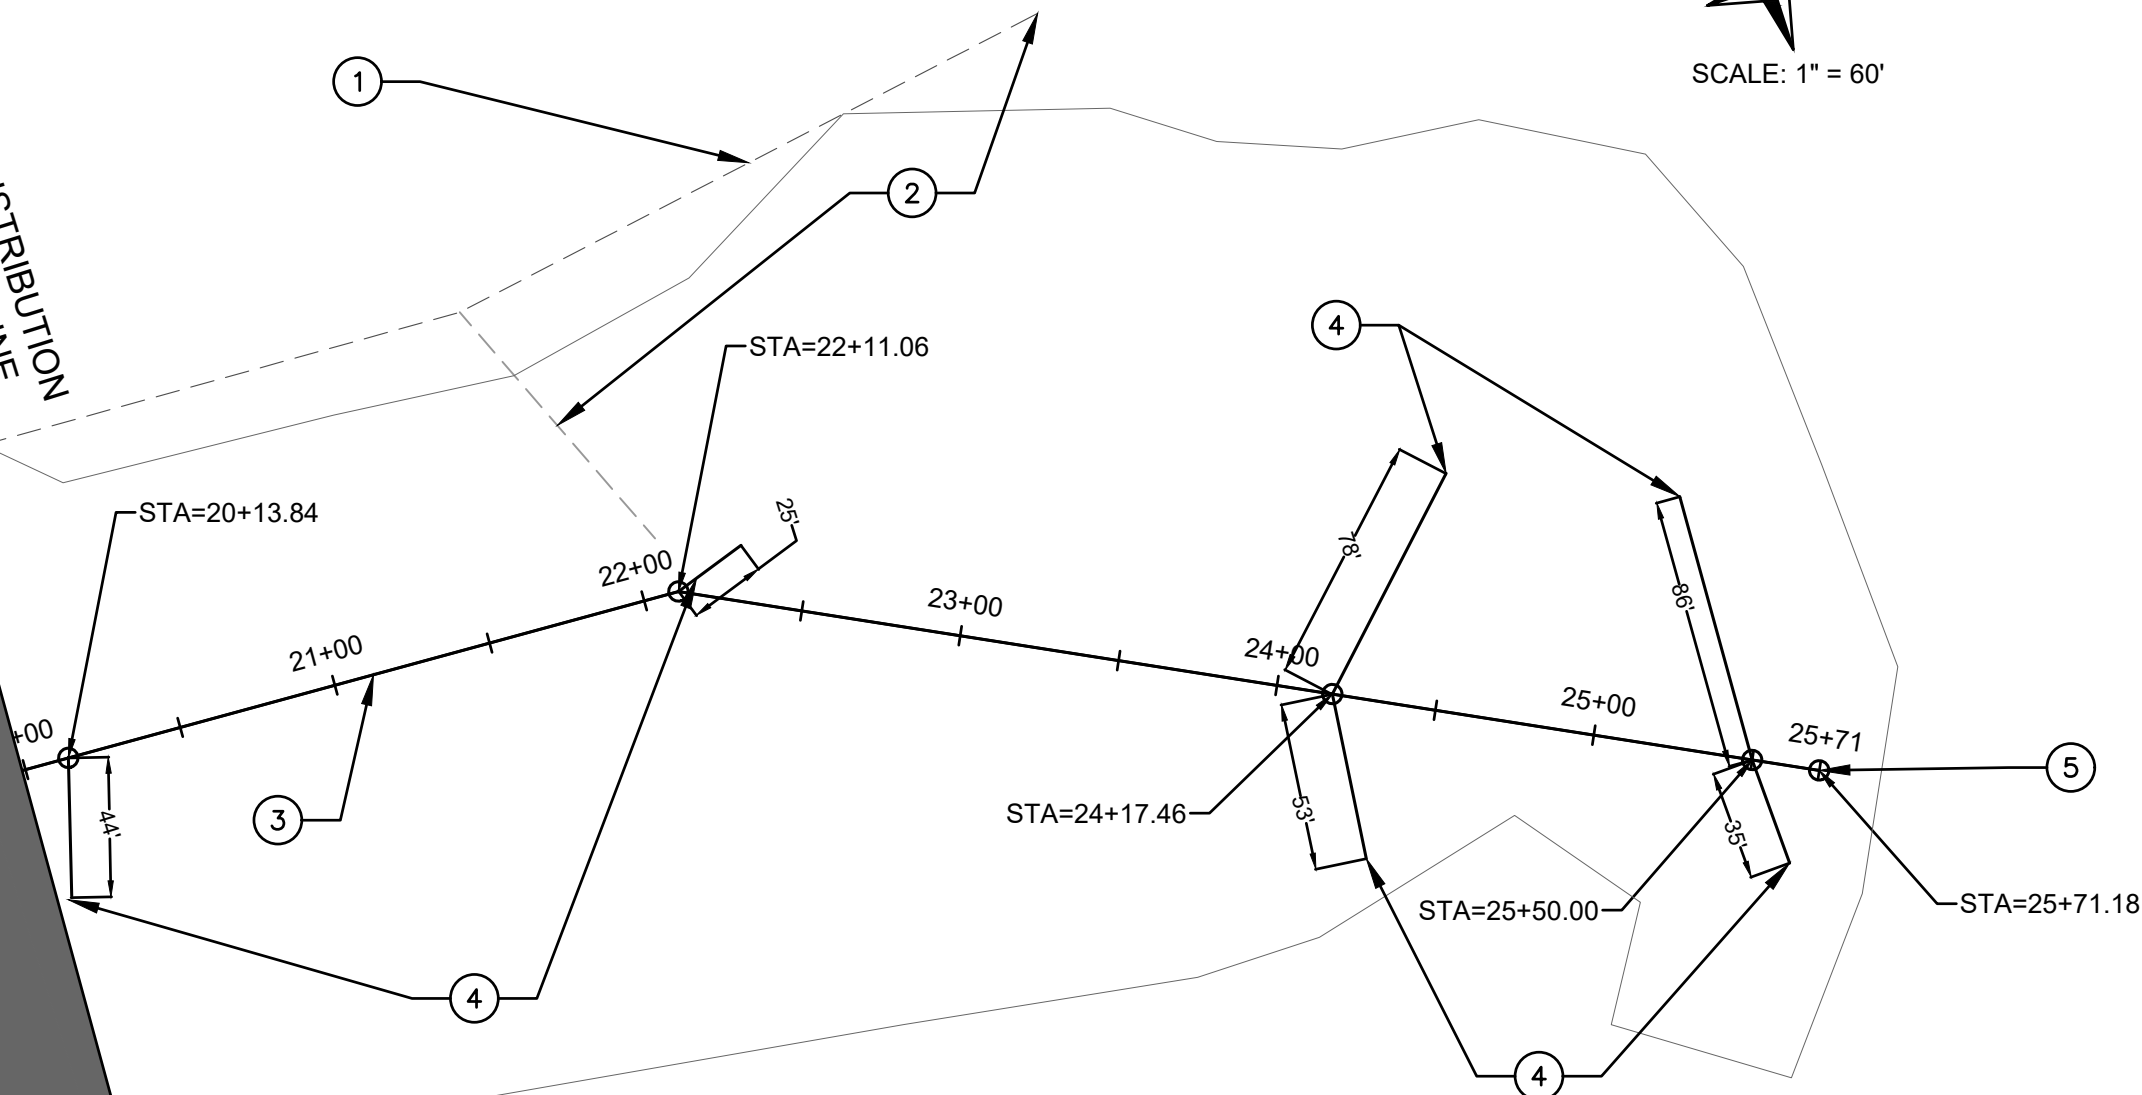 SCALE: 1" = 60'
1
2
STRIBUTION
4
STA=22+11.06
STA=20+13.84
25'
78'
22+00
86'
23+00
21+00
24+00
25+00
+00
25+71
5
44'
3
53'
STA=24+17.46
35'
STA=25+50.00
STA=25+71.18
4
4